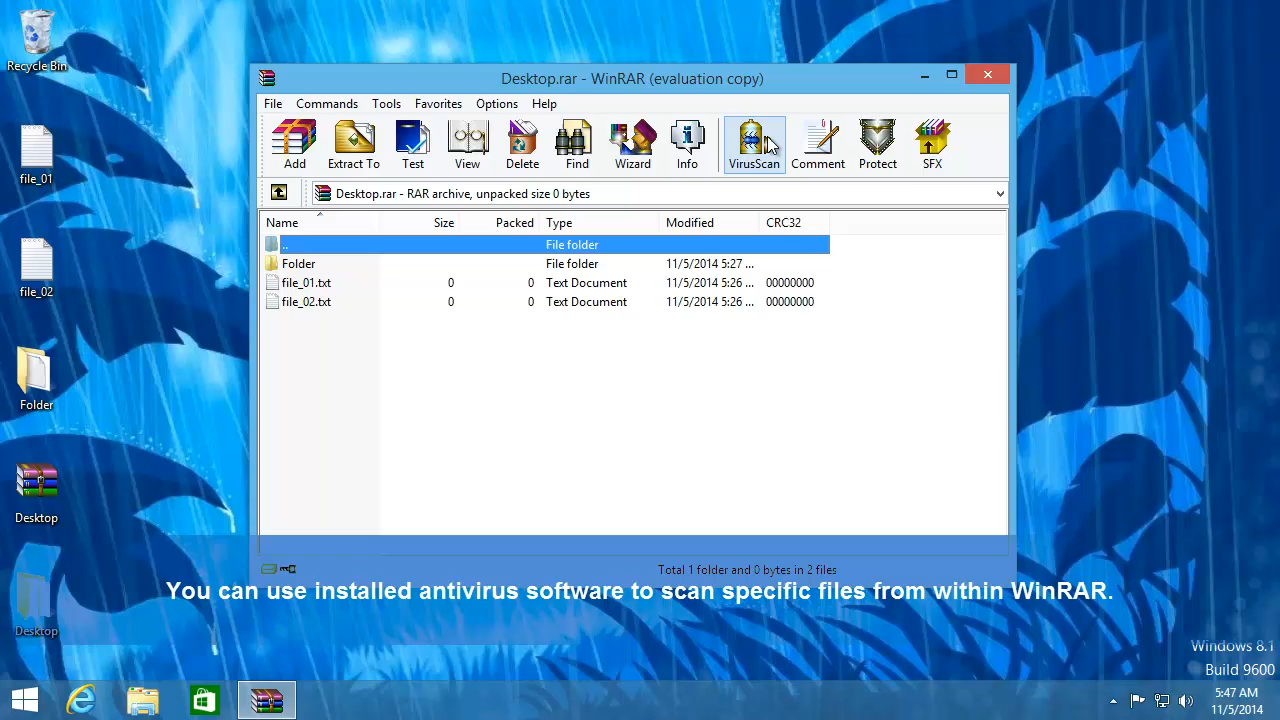 Recycle Bin
file_01
file_02
Folder
Desktop
Desktop
Desktop.rar - WinRAR (evaluation copy)
File Commands Tools Favorites Options Help
Add Extract To Test View Delete Find Wizard Info VirusScan Comment Protect SFX
Desktop.rar - RAR archive, unpacked size 0 bytes
Name Size Packed Type Modified CRC32
.. File folder
Folder File folder 11/5/2014 5:27 ...
file_01.txt 0 0 Text Document 11/5/2014 5:26 ... 00000000
file_02.txt 0 0 Text Document 11/5/2014 5:26 ... 00000000
Total 1 folder and 0 bytes in 2 files
You can use installed antivirus software to scan specific files from within WinRAR.
Windows 8.1
Build 9600
5:47 AM
11/5/2014